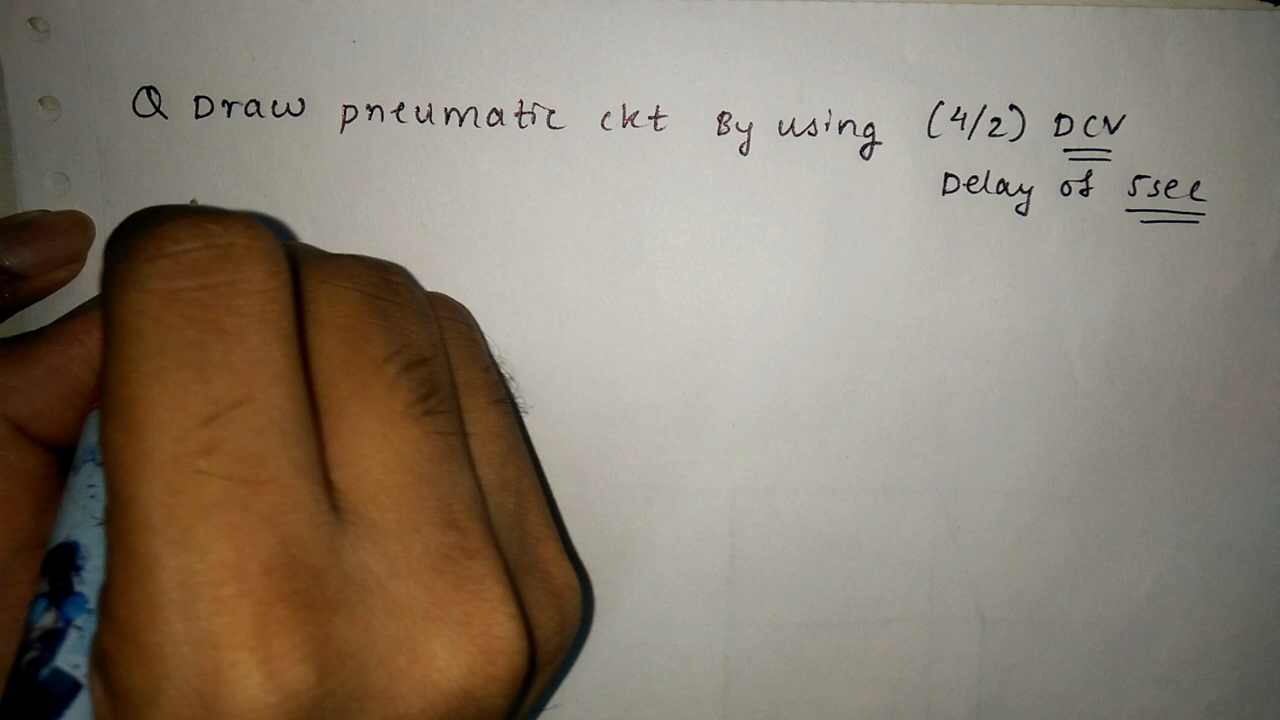 Q Draw pneumatic ckt By using (4/2) DCV
Delay of 5sec